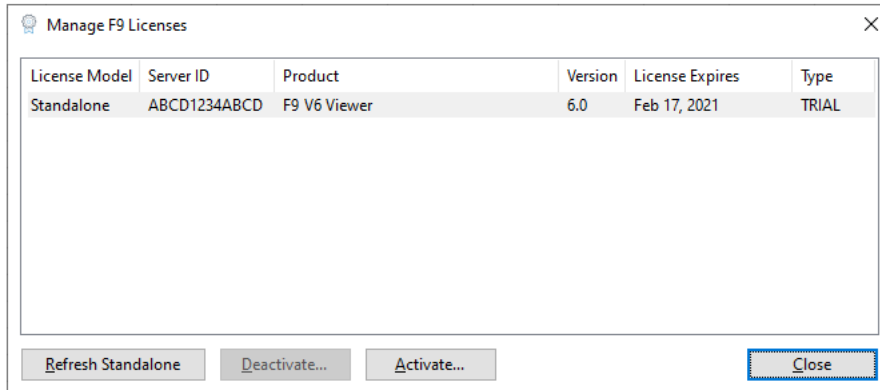 Manage F9 Licenses
License Model Server ID Product Version License Expires Type
Standalone ABCD1234ABCD F9 V6 Viewer 6.0 Feb 17, 2021 TRIAL
Refresh Standalone Deactivate... Activate... Close